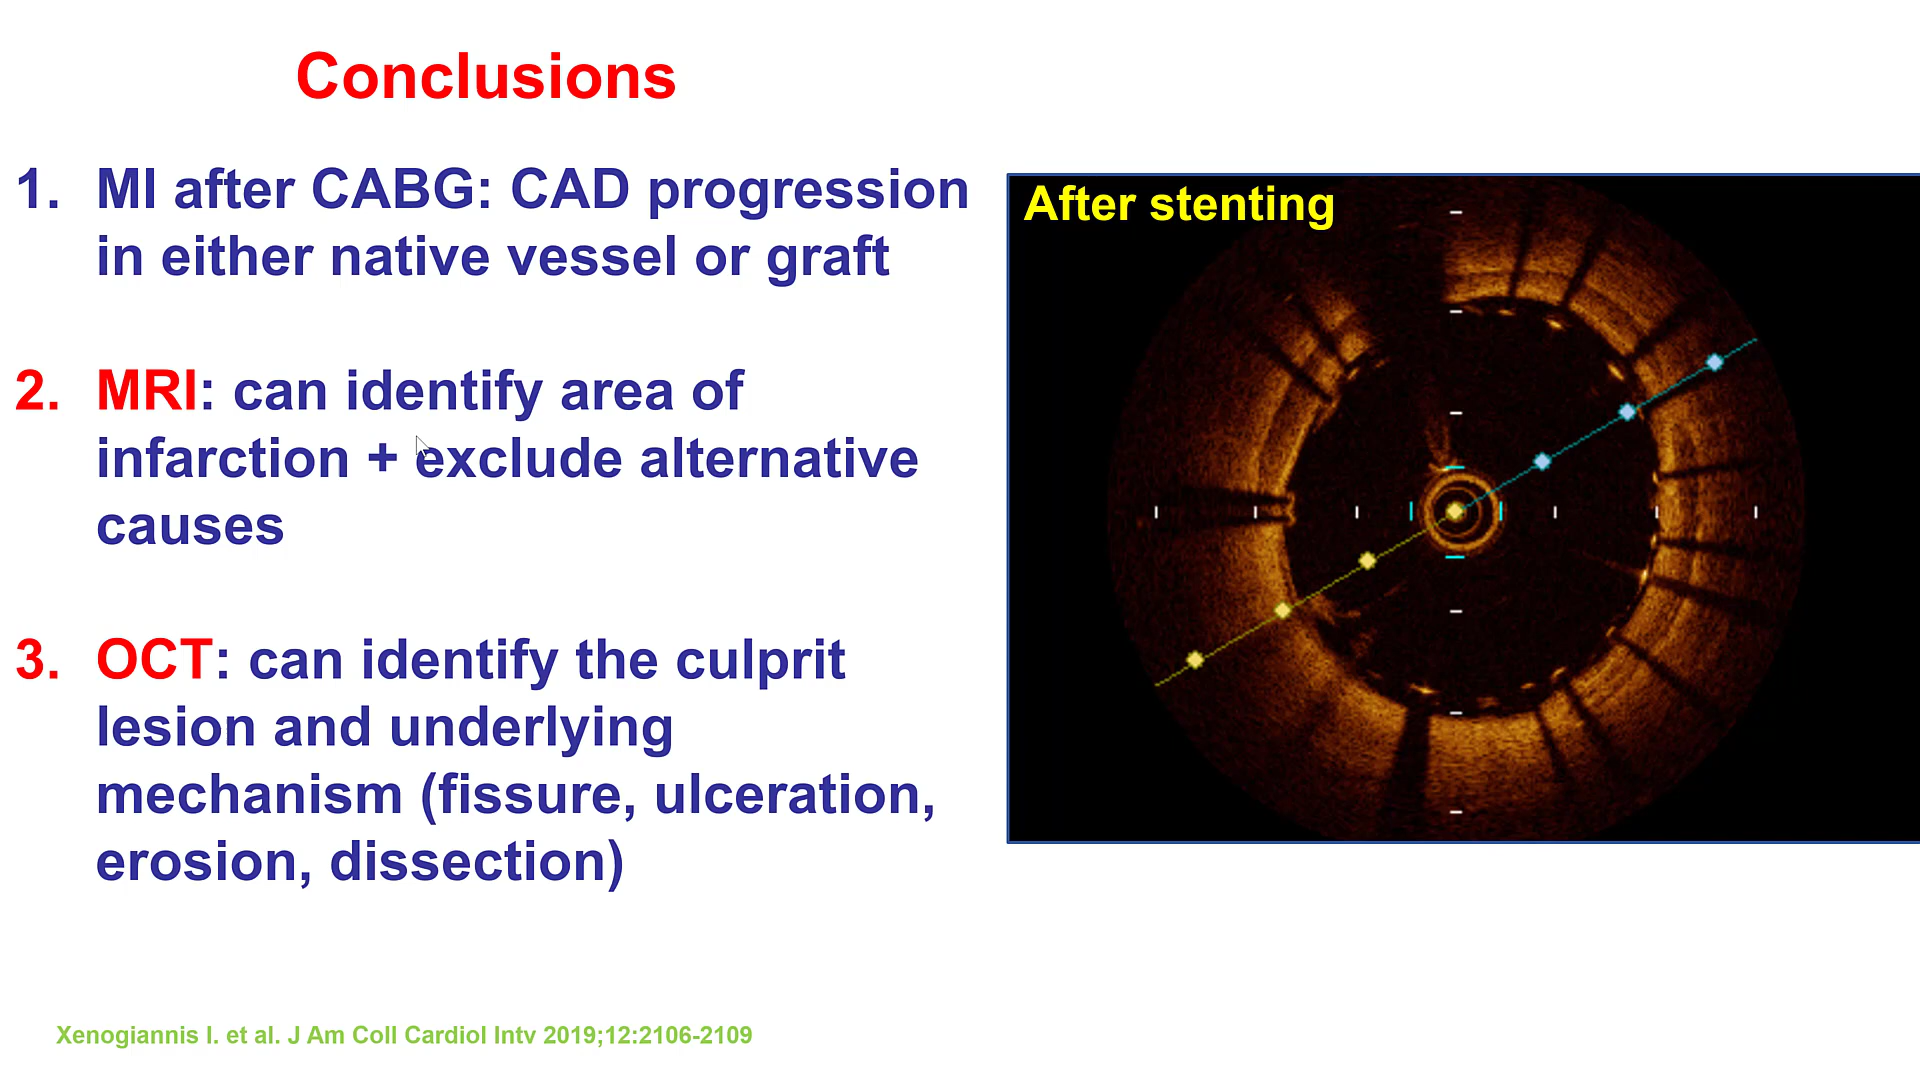 Conclusions
1. MI after CABG: CAD progression
in either native vessel or graft
2. MRI: can identify area of
infarction + exclude alternative
causes
3. OCT: can identify the culprit
lesion and underlying
mechanism (fissure, ulceration,
erosion, dissection)
After stenting
Xenogiannis I. et al. J Am Coll Cardiol Intv 2019;12:2106-2109